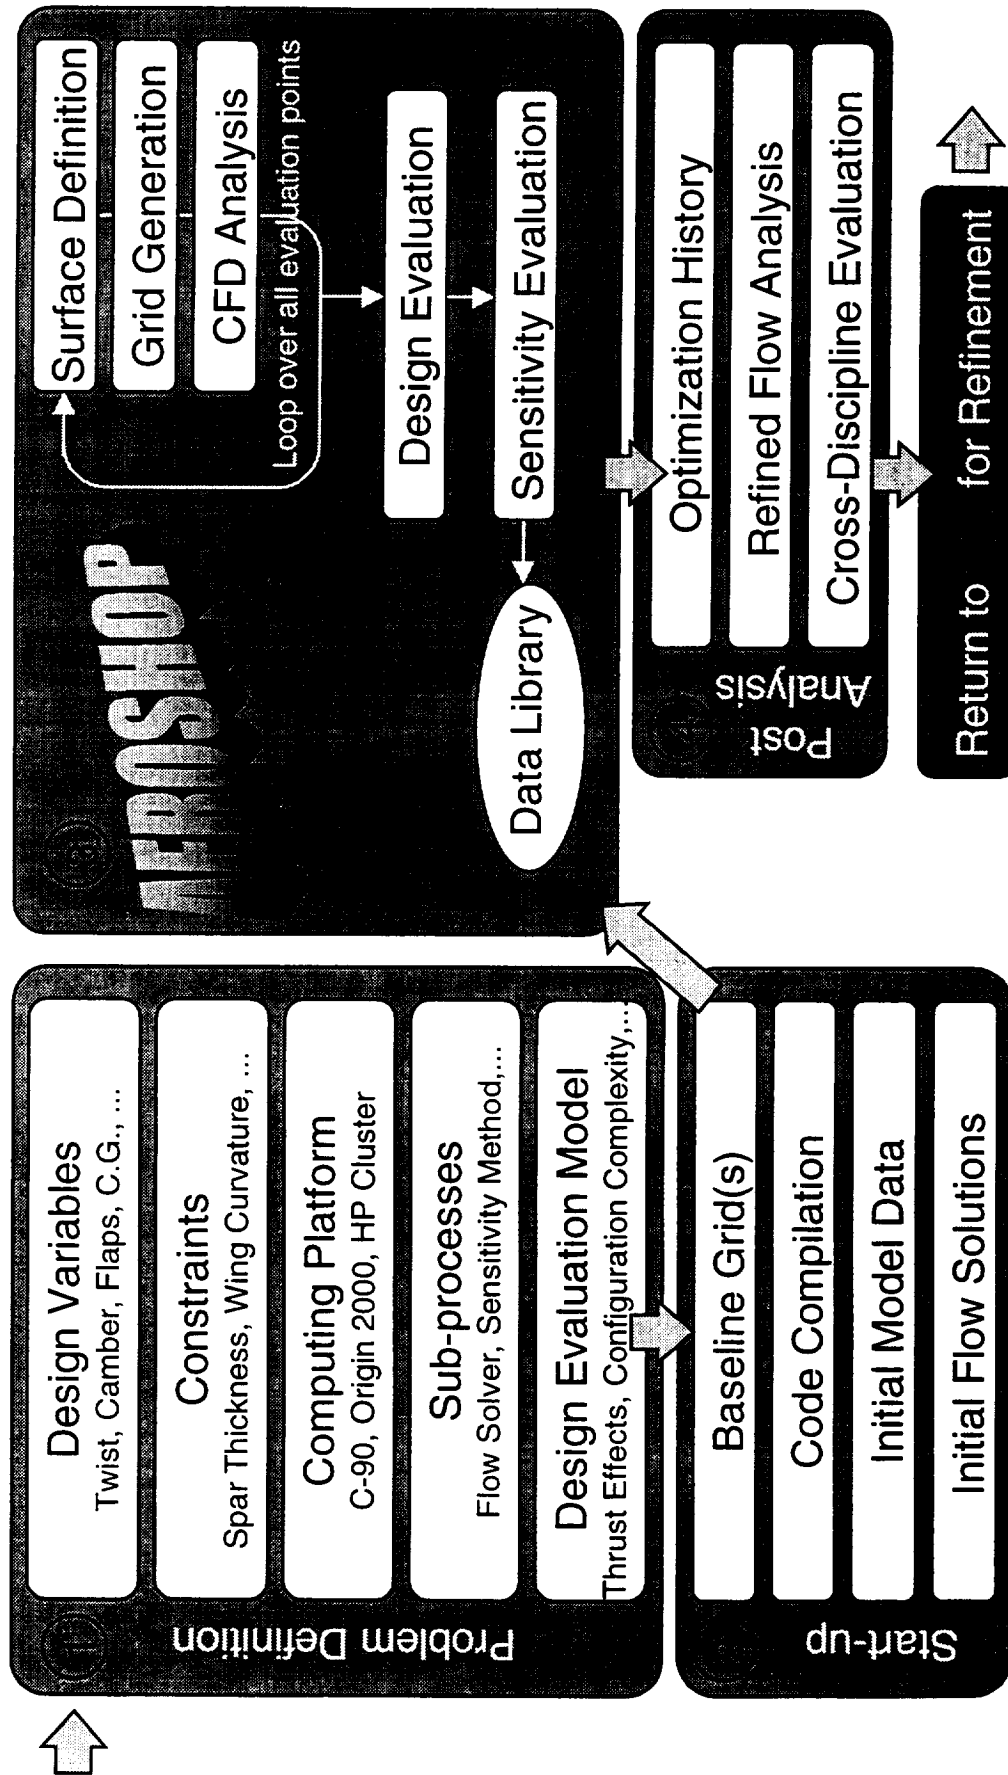 Problem Definition
Design Variables
Twist, Camber, Flaps, C.G., ...
Constraints
Spar Thickness, Wing Curvature, ...
Computing Platform
C-90, Origin 2000, HP Cluster
Sub-processes
Flow Solver, Sensitivity Method,...
Design Evaluation Model
Thrust Effects, Configuration Complexity,...
Start-up
Baseline Grid(s)
Code Compilation
Initial Model Data
Initial Flow Solutions
AEROSHOP
Surface Definition
Grid Generation
CFD Analysis
Loop over all evaluation points
Design Evaluation
Sensitivity Evaluation
Data Library
Post
Analysis
Optimization History
Refined Flow Analysis
Cross-Discipline Evaluation
Return to for Refinement